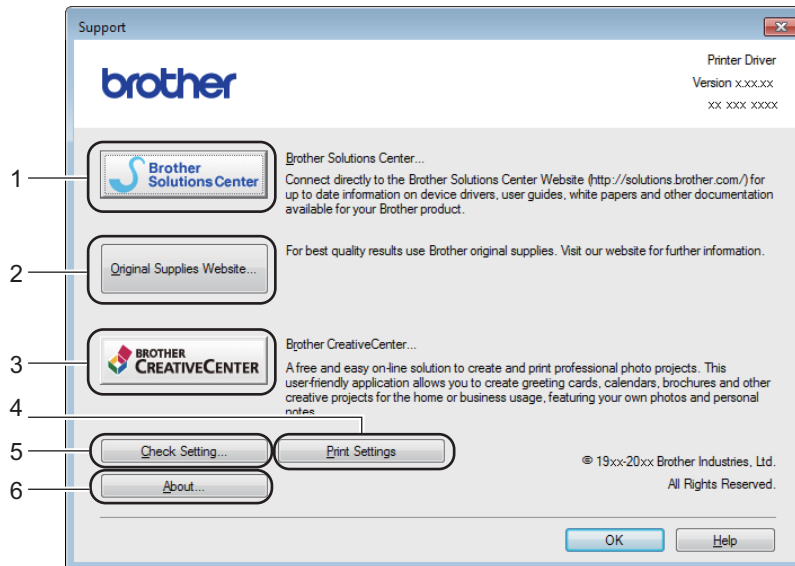 Support
brother
Printer Driver
Version x.xx.xx
xx xxx xxxx
1
Brother
Solutions Center
Brother Solutions Center...
Connect directly to the Brother Solutions Center Website (http://solutions.brother.com/) for
up to date information on device drivers, user guides, white papers and other documentation
available for your Brother product.
2
Original Supplies Website...
For best quality results use Brother original supplies. Visit our website for further information.
3
BROTHER
CREATIVECENTER
Brother CreativeCenter...
A free and easy on-line solution to create and print professional photo projects. This
user-friendly application allows you to create greeting cards, calendars, brochures and other
creative projects for the home or business usage, featuring your own photos and personal
notes.
4
5
Check Setting...
Print Settings
6
About...
© 19xx-20xx Brother Industries, Ltd.
All Rights Reserved.
OK
Help